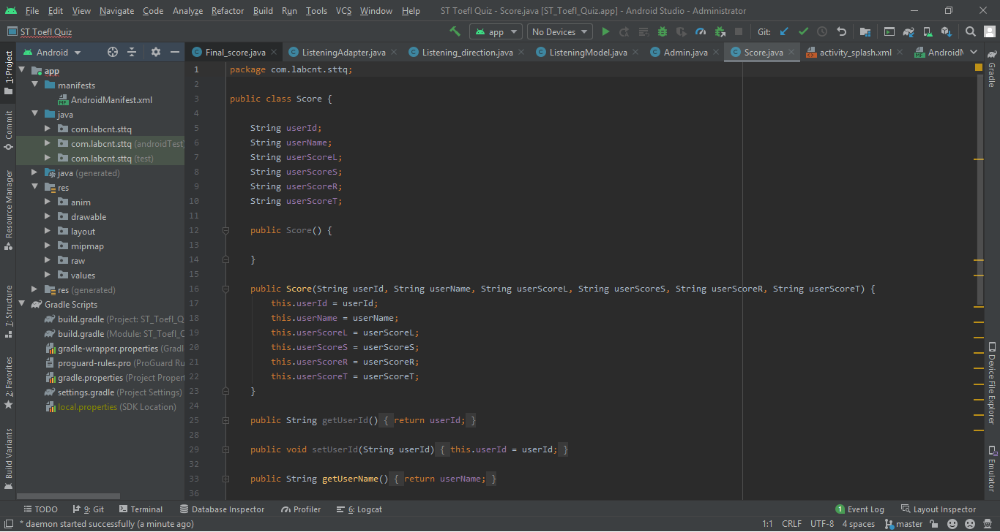 File Edit View Navigate Code Analyze Refactor Build Run Tools VCS Window Help ST Toefl Quiz - Score.java [ST_Toefl_Quiz.app] - Android Studio - Administrator
ST Toefl Quiz app No Devices Git:
Android Final_score.java ListeningAdapter.java Listening_direction.java ListeningModel.java Admin.java Score.java activity_splash.xml AndroidM
1: Project
Commit
Resource Manager
7: Structure
2: Favorites
Build Variants
app
manifests
AndroidManifest.xml
java
com.labcnt.sttq
com.labcnt.sttq (androidTest)
com.labcnt.sttq (test)
java (generated)
res
anim
drawable
layout
mipmap
raw
values
res (generated)
Gradle Scripts
build.gradle (Project: ST_Toefl_Q
build.gradle (Module: ST_Toefl_C
gradle-wrapper.properties (Gradl
proguard-rules.pro (ProGuard Ru
gradle.properties (Project Propert
settings.gradle (Project Settings)
local.properties (SDK Location)
1 package com.labcnt.sttq;
2
3 public class Score {
4
5 String userId;
6 String userName;
7 String userScoreL;
8 String userScoreS;
9 String userScoreR;
10 String userScoreT;
11
12 public Score() {
13
14 }
15
16 public Score(String userId, String userName, String userScoreL, String userScoreS, String userScoreR, String userScoreT) {
17 this.userId = userId;
18 this.userName = userName;
19 this.userScoreL = userScoreL;
20 this.userScoreS = userScoreS;
21 this.userScoreR = userScoreR;
22 this.userScoreT = userScoreT;
23 }
24
25 public String getUserId() { return userId; }
28
29 public void setUserId(String userId) { this.userId = userId; }
32
33 public String getUserName() { return userName; }
36
Gradle
Device File Explorer
Emulator
TODO 9: Git Terminal Database Inspector Profiler 6: Logcat 1 Event Log Layout Inspector
* daemon started successfully (a minute ago) 1:1 CRLF UTF-8 4 spaces master